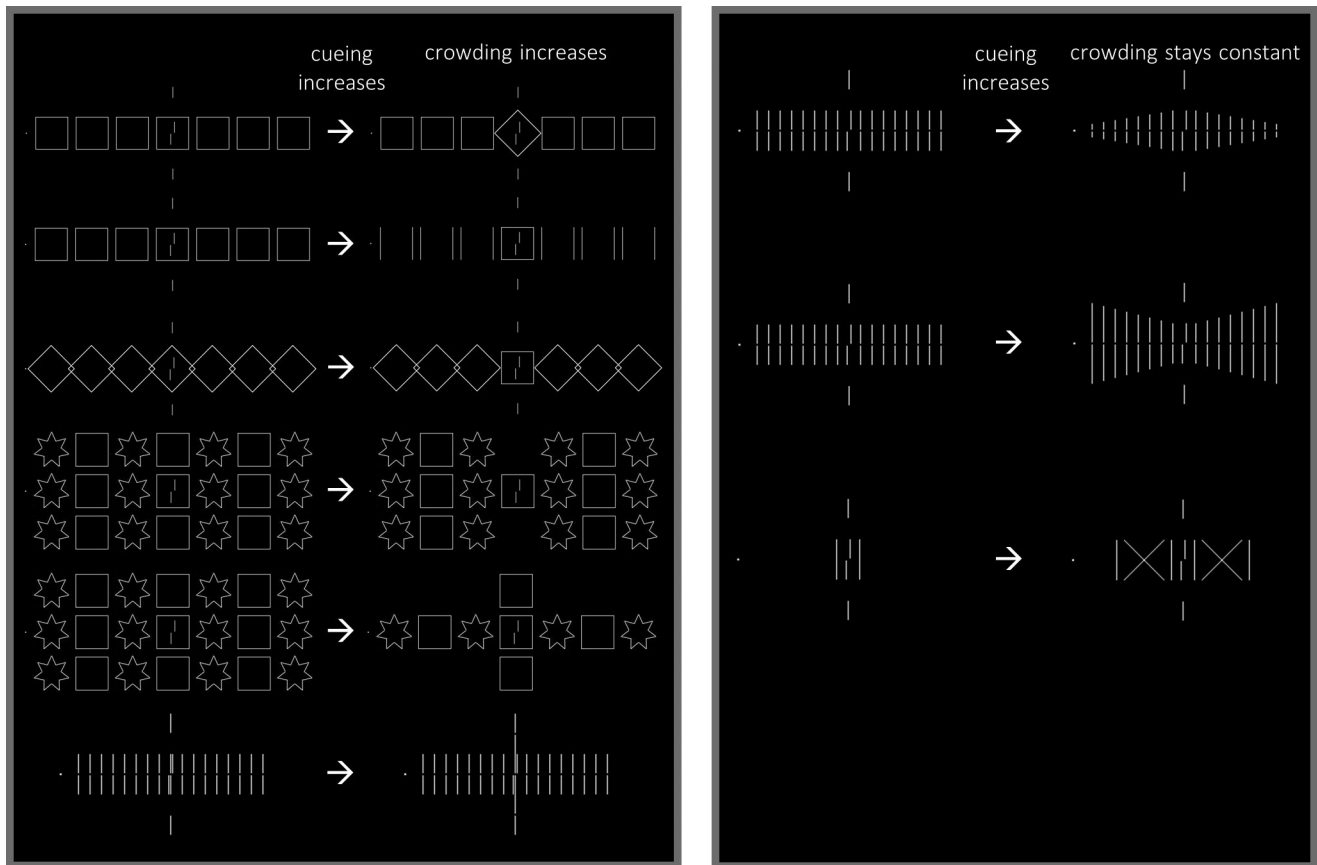 cueing
increases
crowding increases
cueing
increases
crowding stays constant